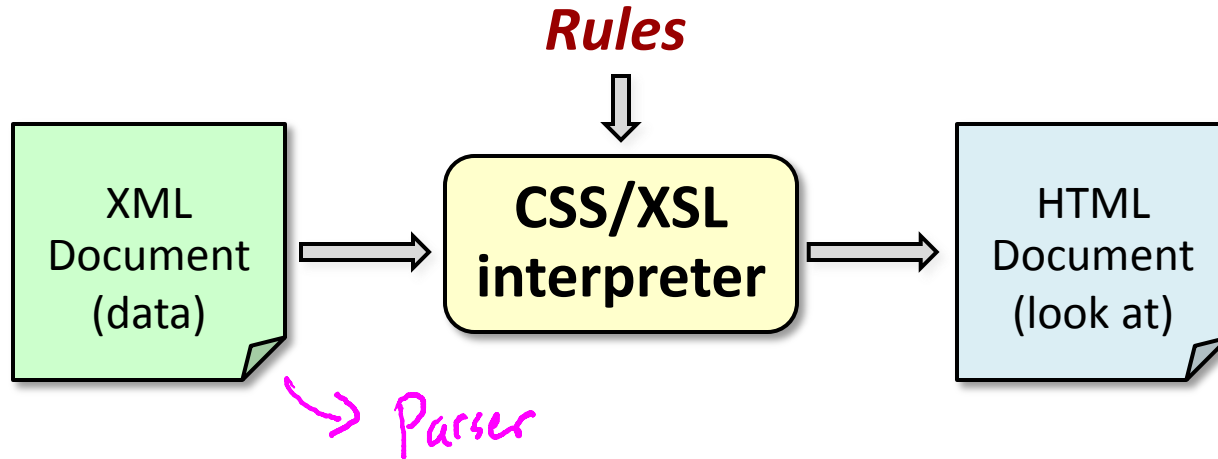 Rules
XML
Document
(data)
CSS/XSL
interpreter
HTML
Document
(look at)
Parser